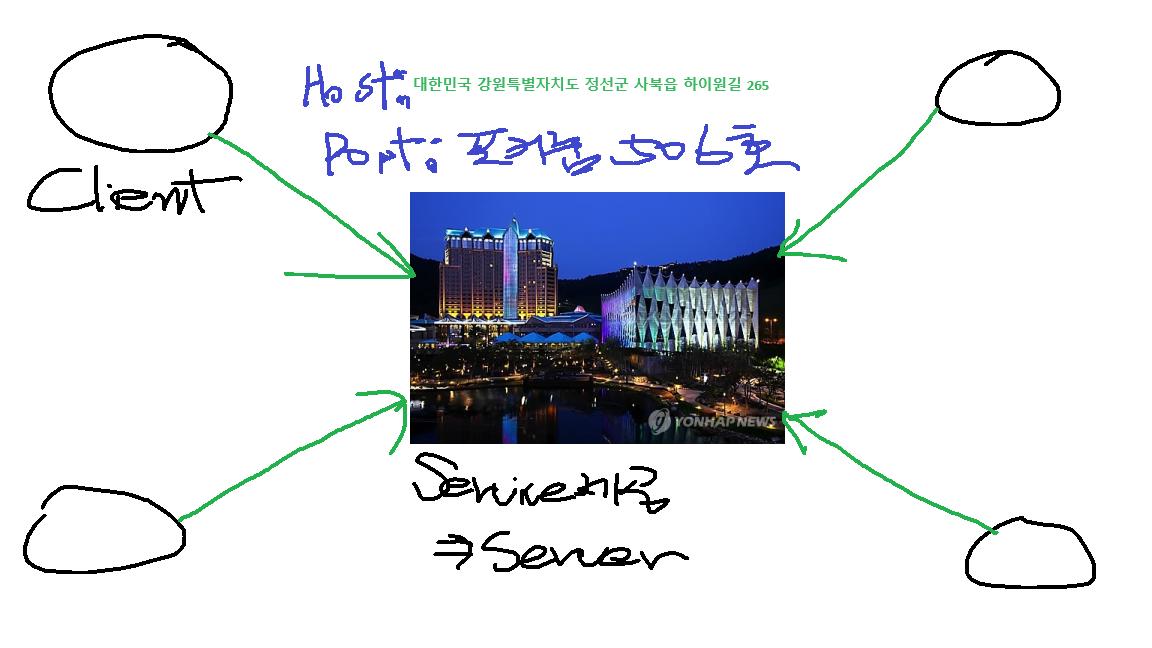 Host: 대한민국 강원특별자치도 정선군 사북읍 하이원길 265
Port: 포커룸 506호
Client
YONHAP NEWS
Service제공
⇒ Server